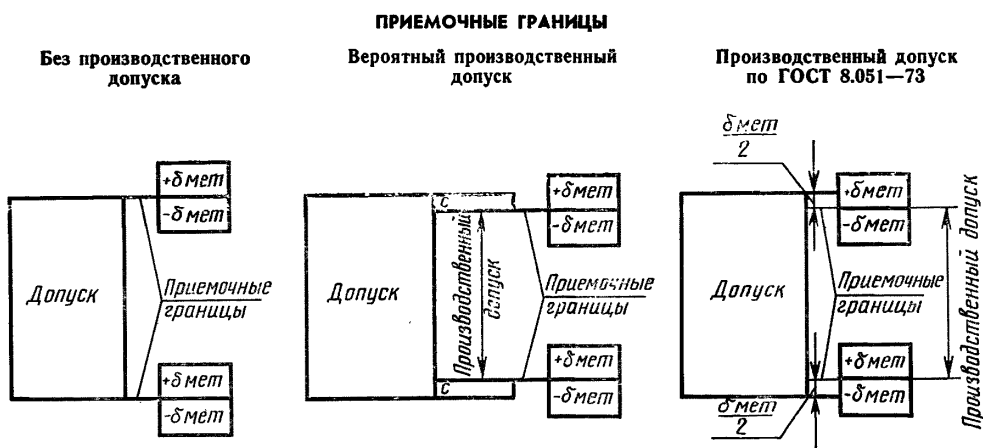 ПРИЕМОЧНЫЕ ГРАНИЦЫ
Без производственного
допуска
+δмет
-δмет
Допуск
Приемочные
границы
+δмет
-δмет
Вероятный производственный
допуск
с
+δмет
-δмет
Допуск
Производственный
допуск
Приемочные
границы
с
+δмет
-δмет
Производственный допуск
по ГОСТ 8.051—73
δмет
2
+δмет
-δмет
Допуск
Приемочные
границы
Производственный допуск
+δмет
-δмет
δмет
2